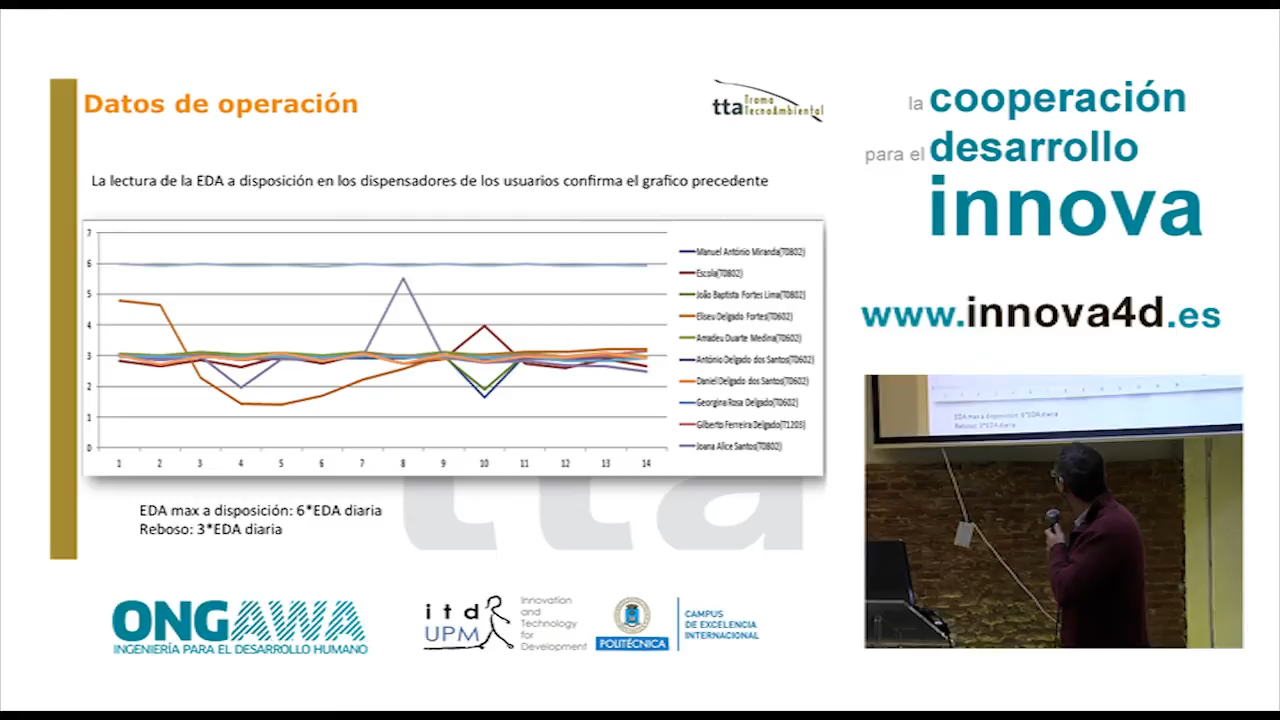 Datos de operación
tta Trama TecnoAmbiental
La lectura de la EDA a disposición en los dispensadores de los usuarios confirma el grafico precedente
7
6
5
4
3
2
1
0
1 2 3 4 5 6 7 8 9 10 11 12 13 14
Manuel António Miranda(T0802)
Escola(T0802)
João Baptista Fortes Lima(T0802)
Eliseu Delgado Fortes(T0602)
Amadeu Duarte Medina(T0602)
António Delgado dos Santos(T0602)
Daniel Delgado dos Santos(T0602)
Georgina Rosa Delgado(T0602)
Gilberto Ferreira Delgado(T1203)
Joana Alice Santos(T0802)
EDA max a disposición: 6*EDA diaria
Reboso: 3*EDA diaria
tta
la cooperación
para el desarrollo
innova
www.innova4d.es
EDA max a disposicion: 6*EDA diaria
Reboso: 3*EDA diaria
ONGAWA
INGENIERÍA PARA EL DESARROLLO HUMANO
itd
UPM
Innovation
and
Technology
for
Development
POLITÉCNICA
CAMPUS
DE EXCELENCIA
INTERNACIONAL